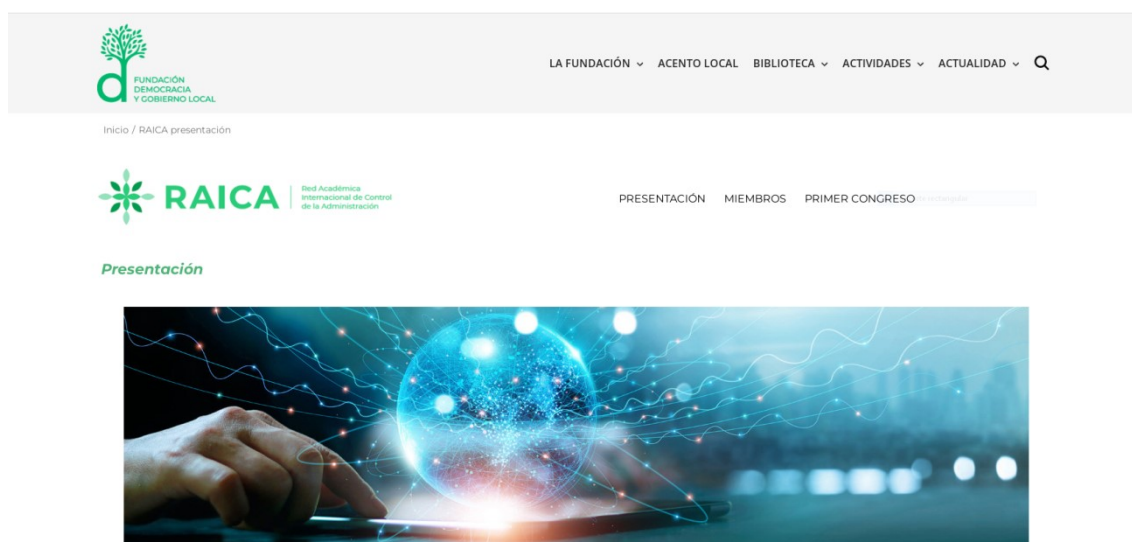 FUNDACIÓN
DEMOCRACIA
Y GOBIERNO LOCAL
LA FUNDACIÓN
ACENTO LOCAL
BIBLIOTECA
ACTIVIDADES
ACTUALIDAD
Inicio / RAICA presentación
RAICA
Red Académica
Internacional de Control
de la Administración
PRESENTACIÓN
MIEMBROS
PRIMER CONGRESO
Presentación